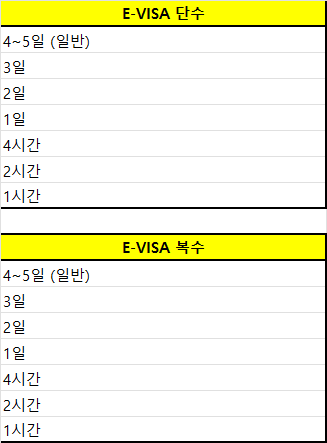 E-VISA 단수
4~5일 (일반)
3일
2일
1일
4시간
2시간
1시간
E-VISA 복수
4~5일 (일반)
3일
2일
1일
4시간
2시간
1시간